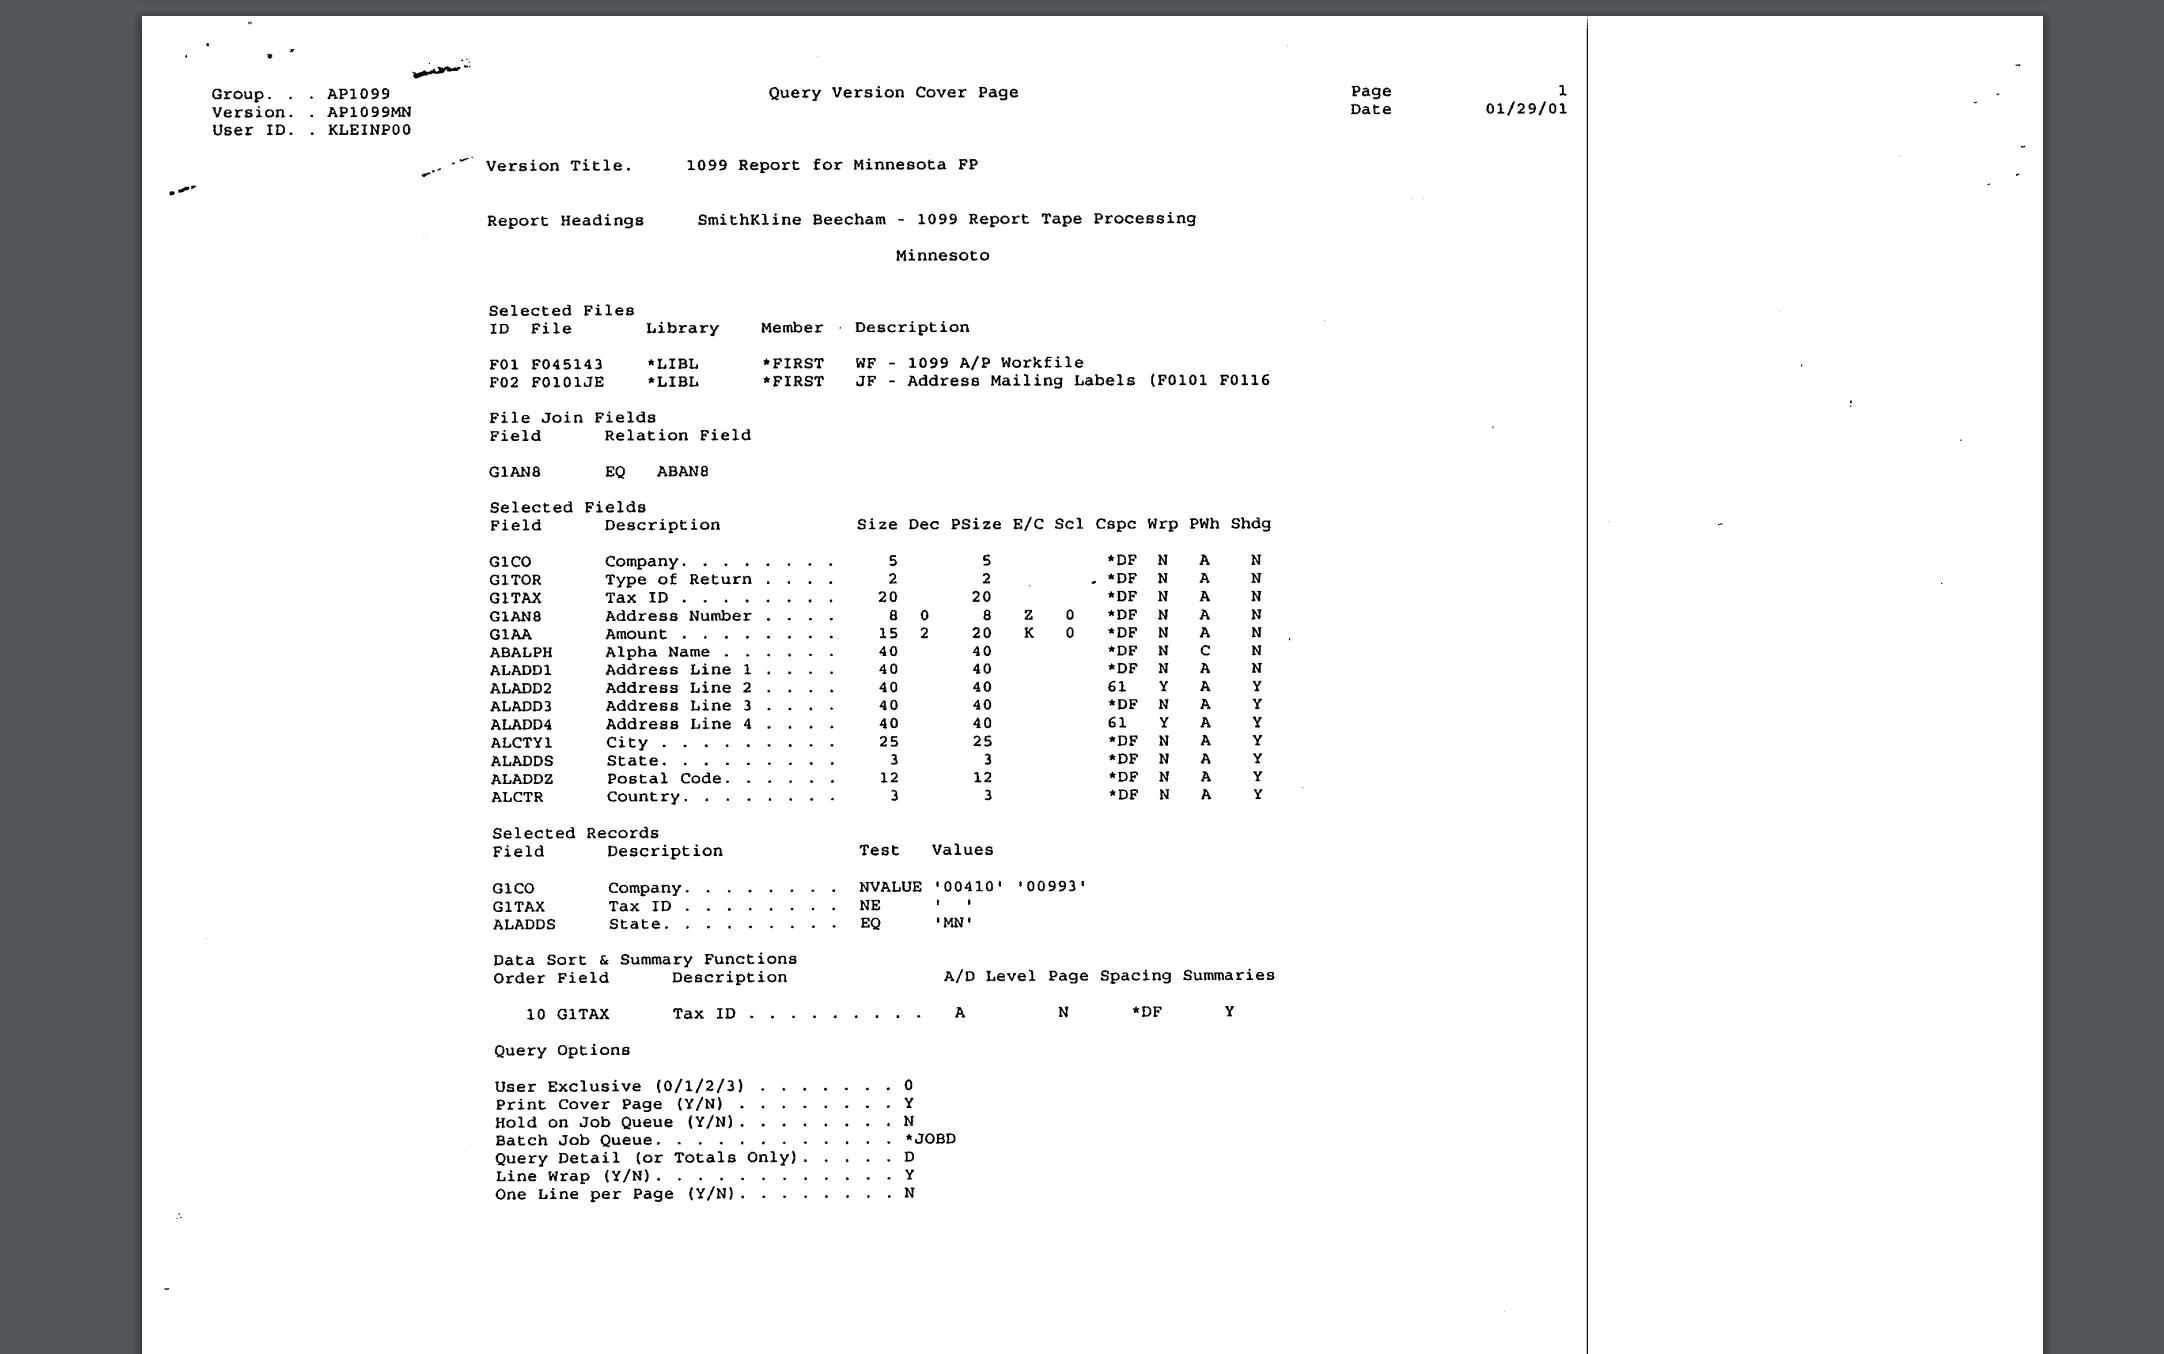 Group. . . AP1099 Query Version Cover Page Page 1
Version. . AP1099MN Date 01/29/01
User ID. . KLEINP00
Version Title. 1099 Report for Minnesota FP
Report Headings SmithKline Beecham - 1099 Report Tape Processing
Minnesoto
Selected Files
ID File Library Member Description
F01 F045143 *LIBL *FIRST WF - 1099 A/P Workfile
F02 F0101JE *LIBL *FIRST JF - Address Mailing Labels (F0101 F0116
File Join Fields
Field Relation Field
G1AN8 EQ ABAN8
Selected Fields
Field Description Size Dec PSize E/C Scl Cspc Wrp PWh Shdg
G1CO Company. . . . . . . . 5 5 *DF N A N
G1TOR Type of Return . . . . 2 2 *DF N A N
G1TAX Tax ID . . . . . . . . 20 20 *DF N A N
G1AN8 Address Number . . . . 8 0 8 Z 0 *DF N A N
G1AA Amount . . . . . . . . 15 2 20 K 0 *DF N A N
ABALPH Alpha Name . . . . . . 40 40 *DF N C N
ALADD1 Address Line 1 . . . . 40 40 *DF N A N
ALADD2 Address Line 2 . . . . 40 40 61 Y A Y
ALADD3 Address Line 3 . . . . 40 40 *DF N A Y
ALADD4 Address Line 4 . . . . 40 40 61 Y A Y
ALCTY1 City . . . . . . . . . 25 25 *DF N A Y
ALADDS State. . . . . . . . . 3 3 *DF N A Y
ALADDZ Postal Code. . . . . . 12 12 *DF N A Y
ALCTR Country. . . . . . . . 3 3 *DF N A Y
Selected Records
Field Description Test Values
G1CO Company. . . . . . . . NVALUE '00410' '00993'
G1TAX Tax ID . . . . . . . . NE ' '
ALADDS State. . . . . . . . . EQ 'MN'
Data Sort & Summary Functions
Order Field Description A/D Level Page Spacing Summaries
10 G1TAX Tax ID . . . . . . . . . A N *DF Y
Query Options
User Exclusive (0/1/2/3) . . . . . . . 0
Print Cover Page (Y/N) . . . . . . . . Y
Hold on Job Queue (Y/N). . . . . . . . N
Batch Job Queue. . . . . . . . . . . . *JOBD
Query Detail (or Totals Only). . . . . D
Line Wrap (Y/N). . . . . . . . . . . . Y
One Line per Page (Y/N). . . . . . . . N